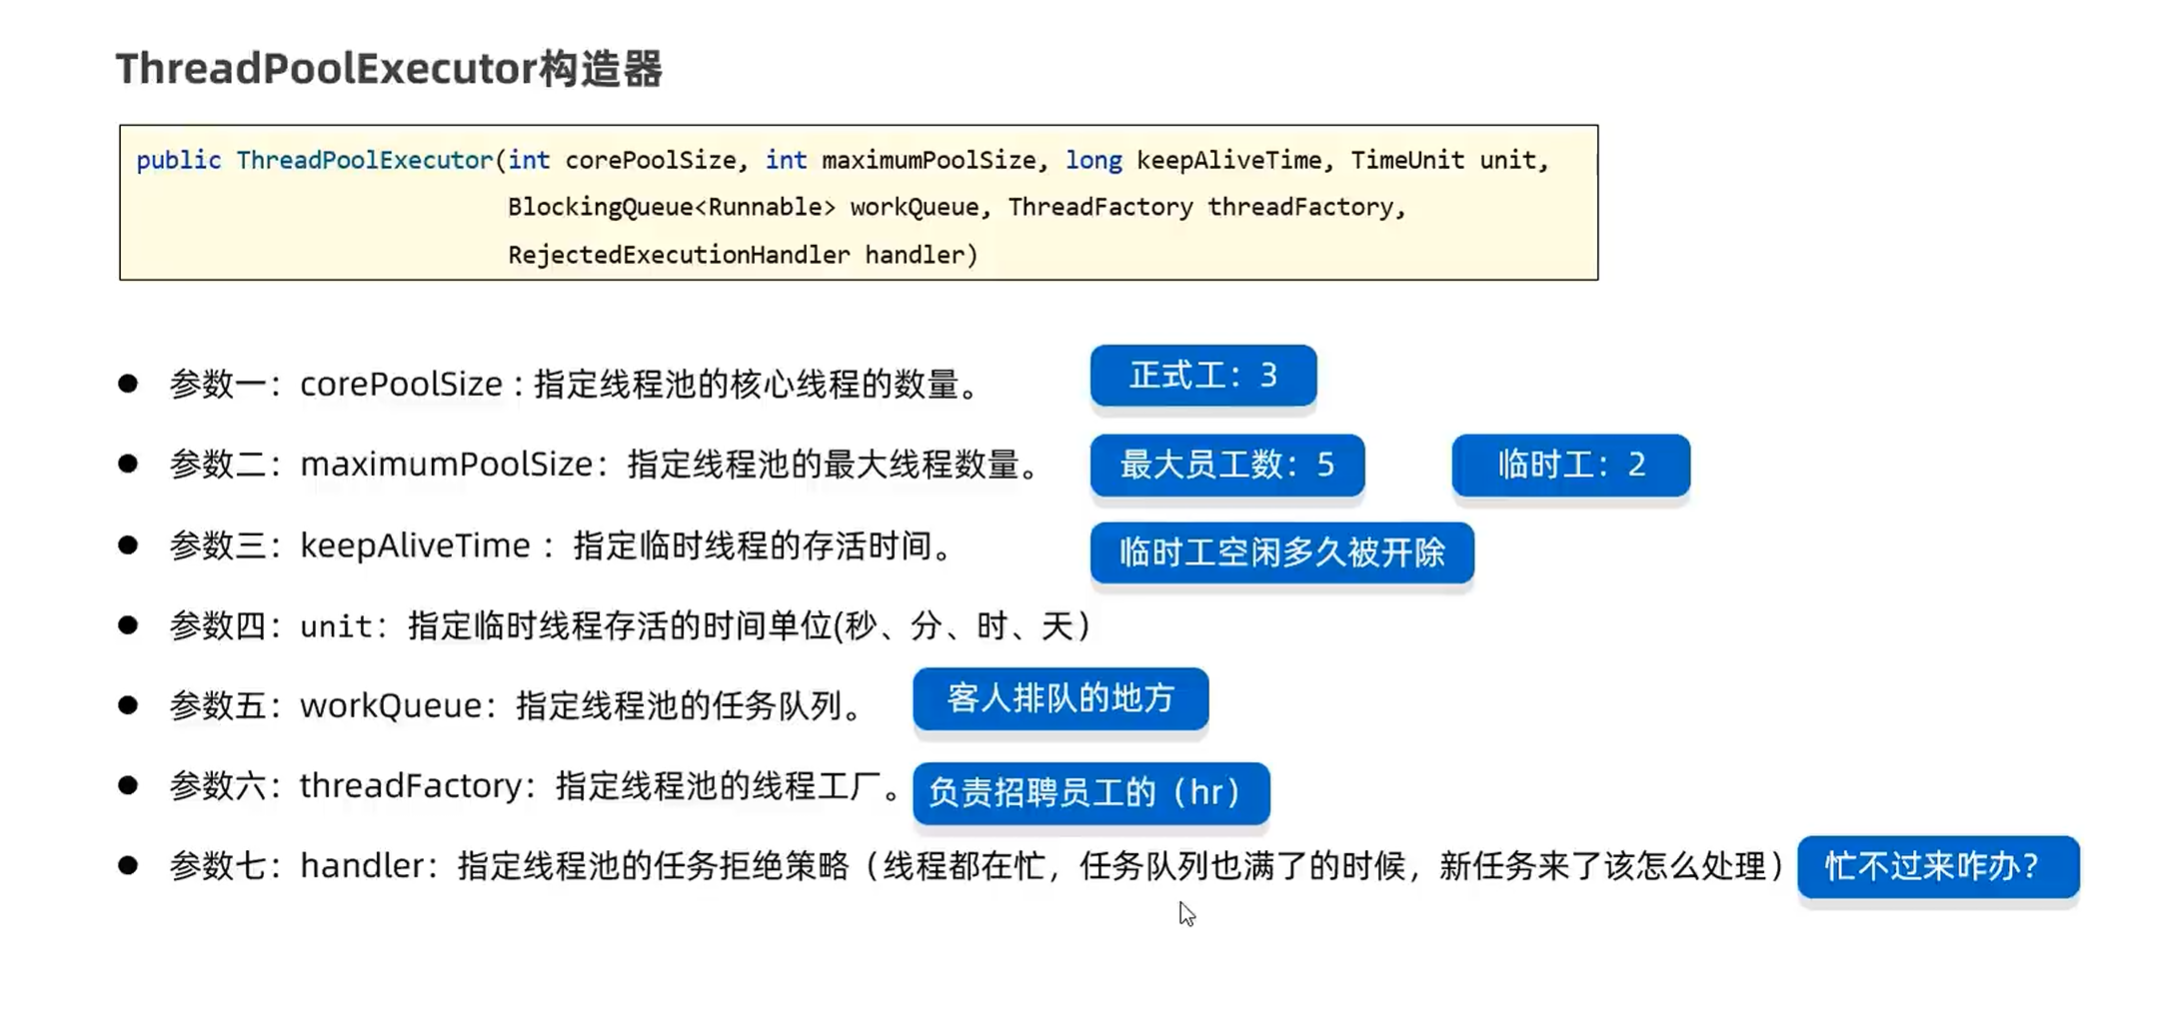 ThreadPoolExecutor构造器
public ThreadPoolExecutor(int corePoolSize, int maximumPoolSize, long keepAliveTime, TimeUnit unit,
BlockingQueue<Runnable> workQueue, ThreadFactory threadFactory,
RejectedExecutionHandler handler)
● 参数一：corePoolSize : 指定线程池的核心线程的数量。 正式工：3
● 参数二：maximumPoolSize：指定线程池的最大线程数量。 最大员工数：5 临时工：2
● 参数三：keepAliveTime ：指定临时线程的存活时间。 临时工空闲多久被开除
● 参数四：unit：指定临时线程存活的时间单位(秒、分、时、天）
● 参数五：workQueue：指定线程池的任务队列。 客人排队的地方
● 参数六：threadFactory：指定线程池的线程工厂。 负责招聘员工的（hr）
● 参数七：handler：指定线程池的任务拒绝策略（线程都在忙，任务队列也满了的时候，新任务来了该怎么处理） 忙不过来咋办？